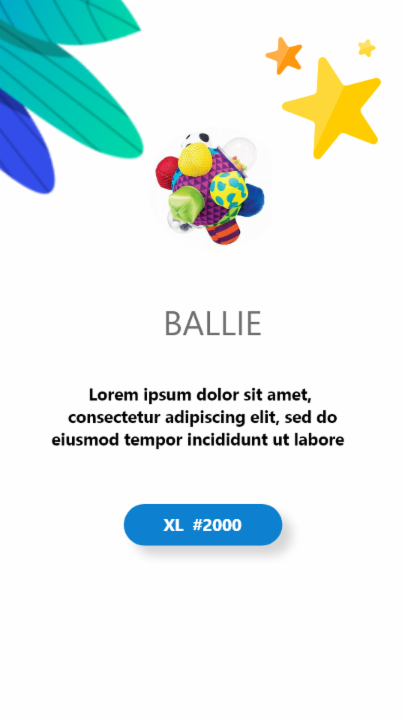 BALLIE
Lorem ipsum dolor sit amet,
consectetur adipiscing elit, sed do
eiusmod tempor incididunt ut labore
XL #2000